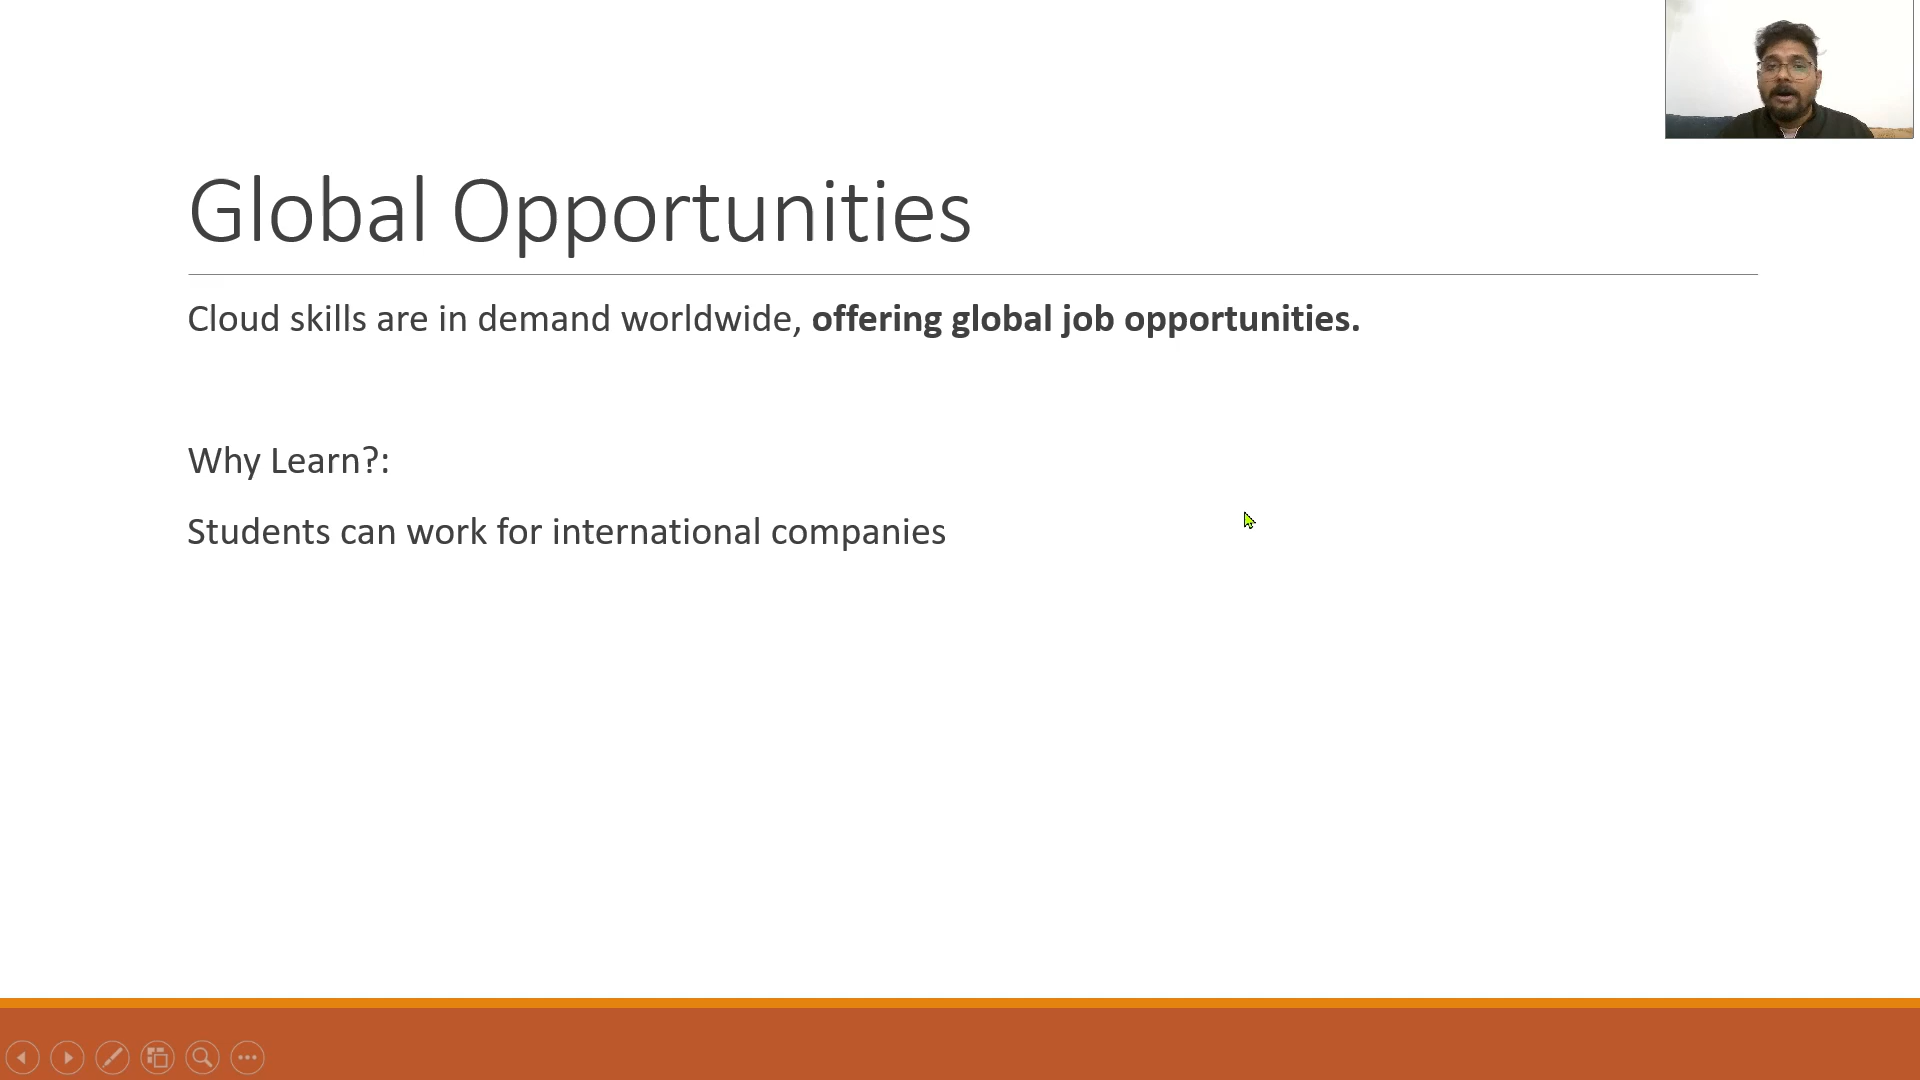 Global Opportunities
Cloud skills are in demand worldwide, offering global job opportunities.
Why Learn?:
Students can work for international companies